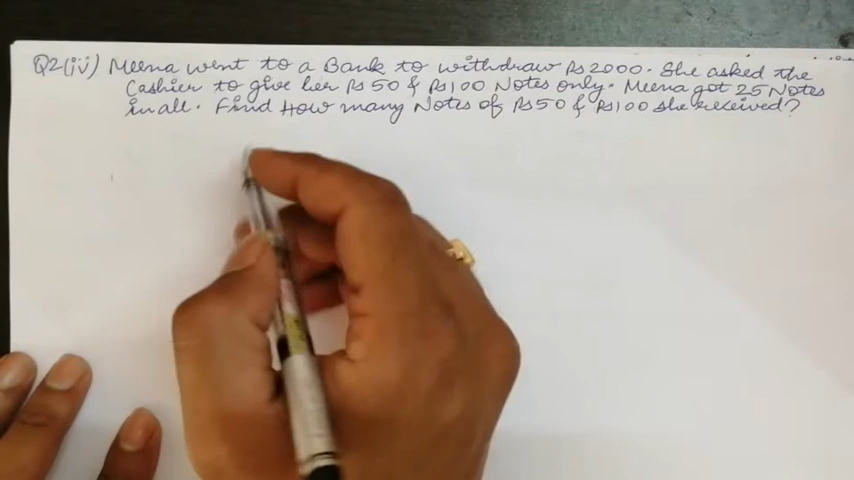 Q2(iv) Meena went to a Bank to withdraw Rs 2000. She asked the
Cashier to give her Rs 50 & Rs 100 Notes only. Meena got 25 Notes
in all. Find How many Notes of Rs 50 & Rs 100 she received?